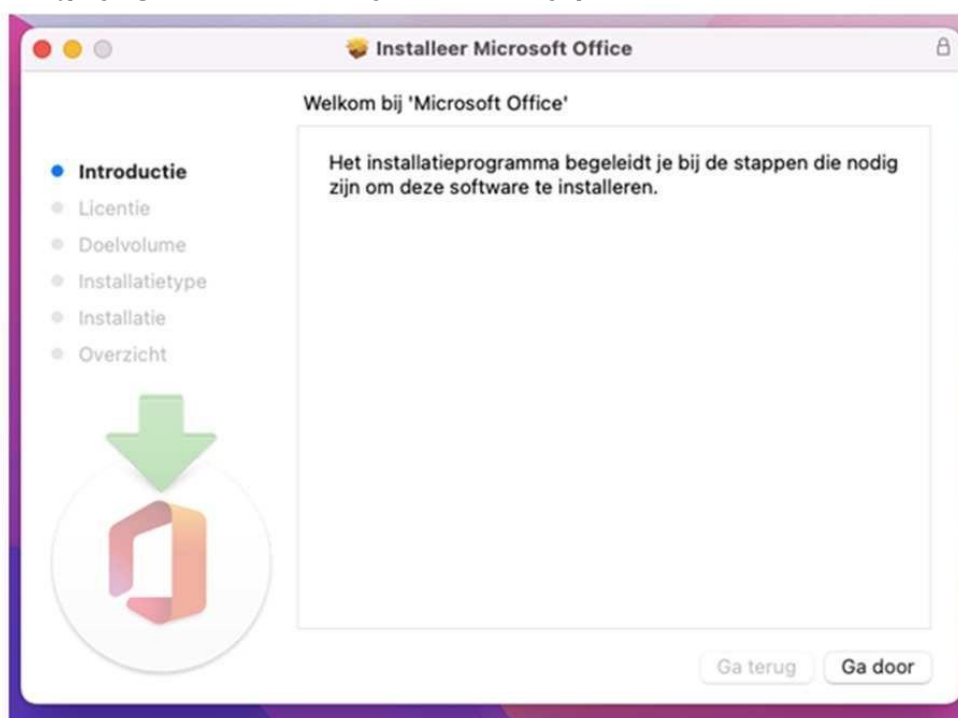 Installeer Microsoft Office
Welkom bij 'Microsoft Office'
Introductie
Licentie
Doelvolume
Installatietype
Installatie
Overzicht
Het installatieprogramma begeleidt je bij de stappen die nodig
zijn om deze software te installeren.
Ga terug
Ga door